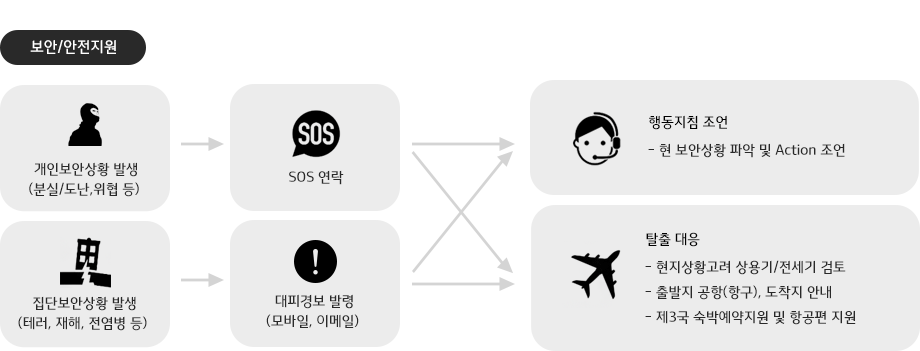 보안/안전지원
개인보안상황 발생
(분실/도난,위협 등)
SOS
SOS 연락
행동지침 조언
- 현 보안상황 파악 및 Action 조언
집단보안상황 발생
(테러, 재해, 전염병 등)
대피경보 발령
(모바일, 이메일)
탈출 대응
- 현지상황고려 상용기/전세기 검토
- 출발지 공항(항구), 도착지 안내
- 제3국 숙박예약지원 및 항공편 지원